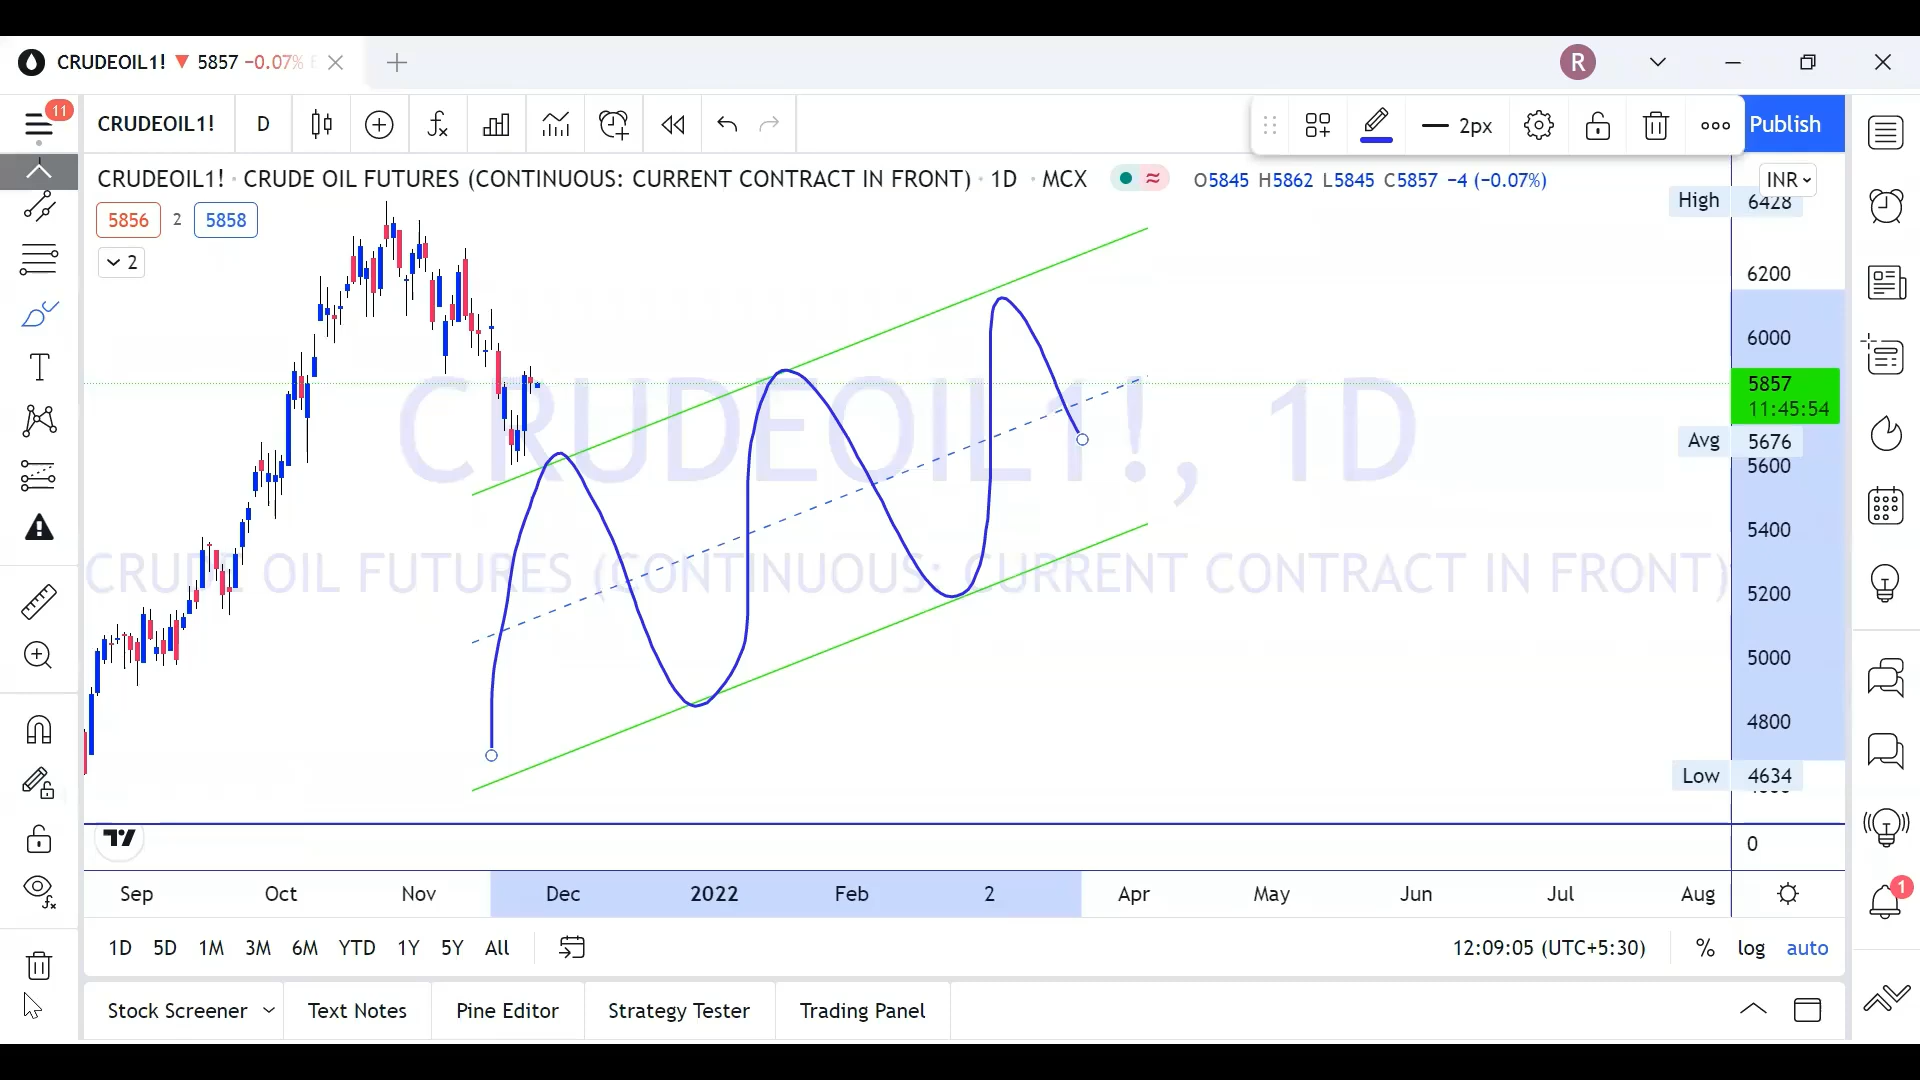 CRUDEOIL1! ▼ 5857 −0.07%
R
11
CRUDEOIL1! D
2px
Publish
CRUDEOIL1! · CRUDE OIL FUTURES (CONTINUOUS: CURRENT CONTRACT IN FRONT) · 1D · MCX
O5845 H5862 L5845 C5857 −4 (−0.07%)
INR
5856 2 5858
2
High 6428
6200
6000
5857
11:45:54
Avg 5676
5600
5400
5200
5000
4800
Low 4634
0
CRUDEOIL1!, 1D
CRUDE OIL FUTURES (CONTINUOUS: CURRENT CONTRACT IN FRONT)
1
Sep Oct Nov Dec 2022 Feb 2 Apr May Jun Jul Aug
1D 5D 1M 3M 6M YTD 1Y 5Y All
12:09:05 (UTC+5:30) % log auto
Stock Screener Text Notes Pine Editor Strategy Tester Trading Panel